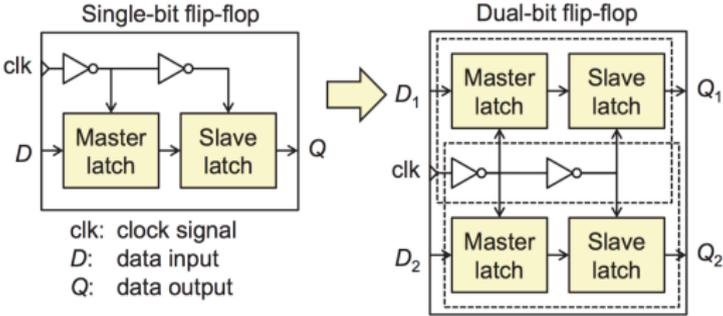 Single-bit flip-flop
clk
D
Master
latch
Slave
latch
Q
clk: clock signal
D: data input
Q: data output
Dual-bit flip-flop
D1
Master
latch
Slave
latch
Q1
clk
D2
Master
latch
Slave
latch
Q2